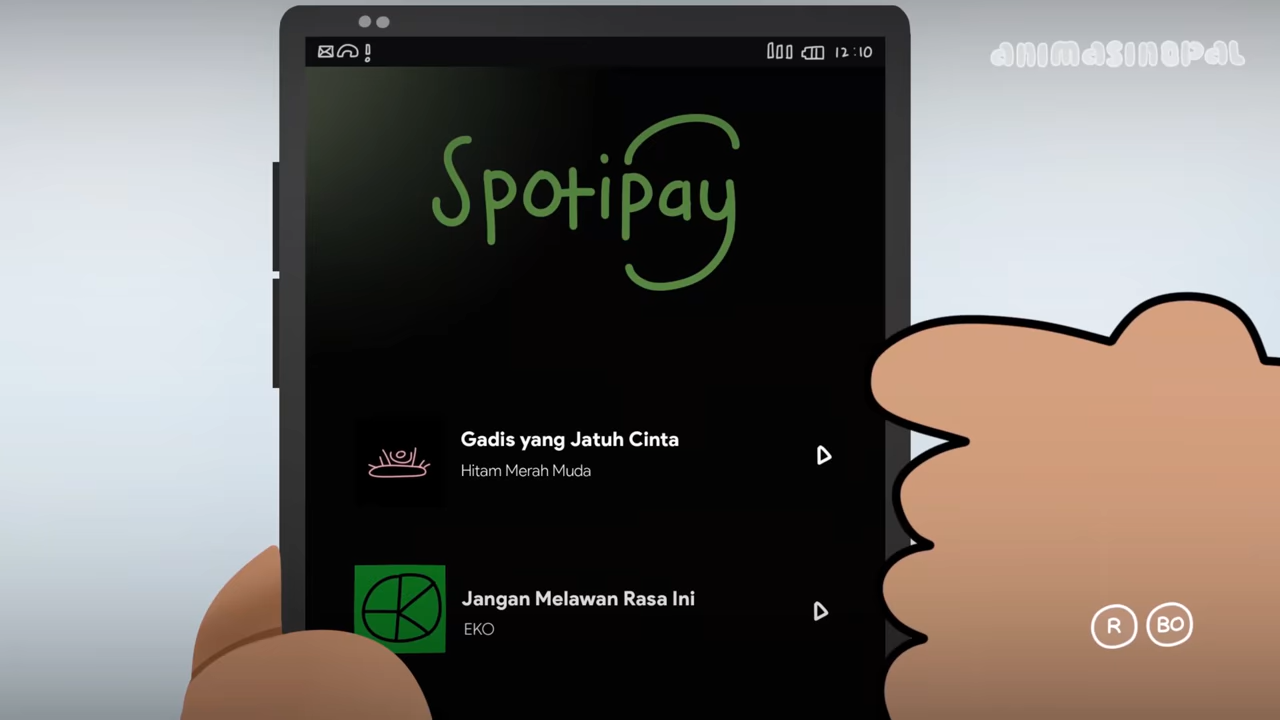 12:10
animasinopal
Spotipay
Gadis yang Jatuh Cinta
Hitam Merah Muda
Jangan Melawan Rasa Ini
EKO
R BO